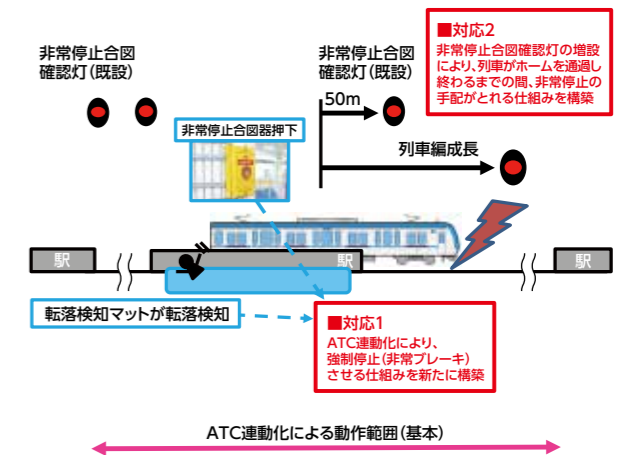 ■対応2
非常停止合図確認灯の増設
により、列車がホームを通過し
終わるまでの間、非常停止の
手配がとれる仕組みを構築
非常停止合図
確認灯（既設）
非常停止合図
確認灯（既設）
50m
非常停止合図器押下
列車編成長
駅
駅
駅
転落検知マットが転落検知
■対応1
ATC連動化により、
強制停止（非常ブレーキ）
させる仕組みを新たに構築
ATC連動化による動作範囲（基本）